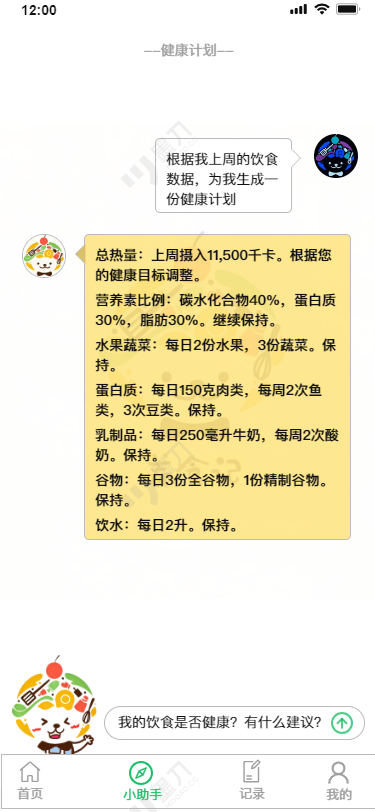 12:00
—健康计划—
根据我上周的饮食
数据，为我生成一
份健康计划
总热量：上周摄入11,500千卡。根据您
的健康目标调整。
营养素比例：碳水化合物40%，蛋白质
30%，脂肪30%。继续保持。
水果蔬菜：每日2份水果，3份蔬菜。保
持。
蛋白质：每日150克肉类，每周2次鱼
类，3次豆类。保持。
乳制品：每日250毫升牛奶，每周2次酸
奶。保持。
谷物：每日3份全谷物，1份精制谷物。
保持。
饮水：每日2升。保持。
我的饮食是否健康？有什么建议？
首页
小助手
记录
我的